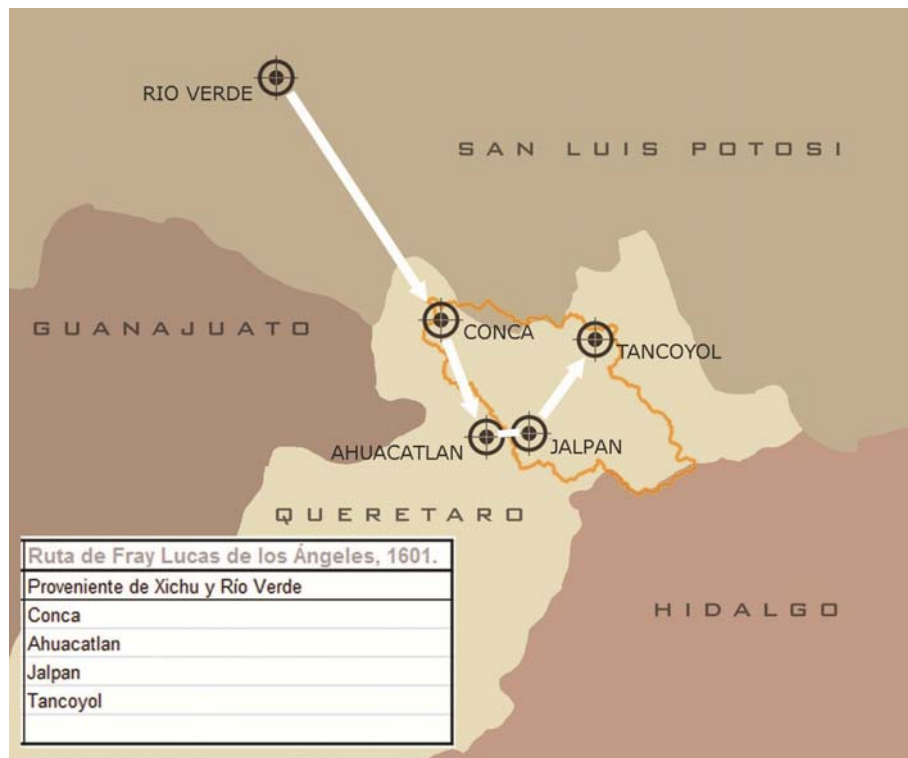 RIO VERDE
SAN LUIS POTOSI
GUANAJUATO
CONCA
TANCOYOL
AHUACATLAN
JALPAN
QUERETARO
HIDALGO
Ruta de Fray Lucas de los Ángeles, 1601.
Proveniente de Xichu y Río Verde
Conca
Ahuacatlan
Jalpan
Tancoyol